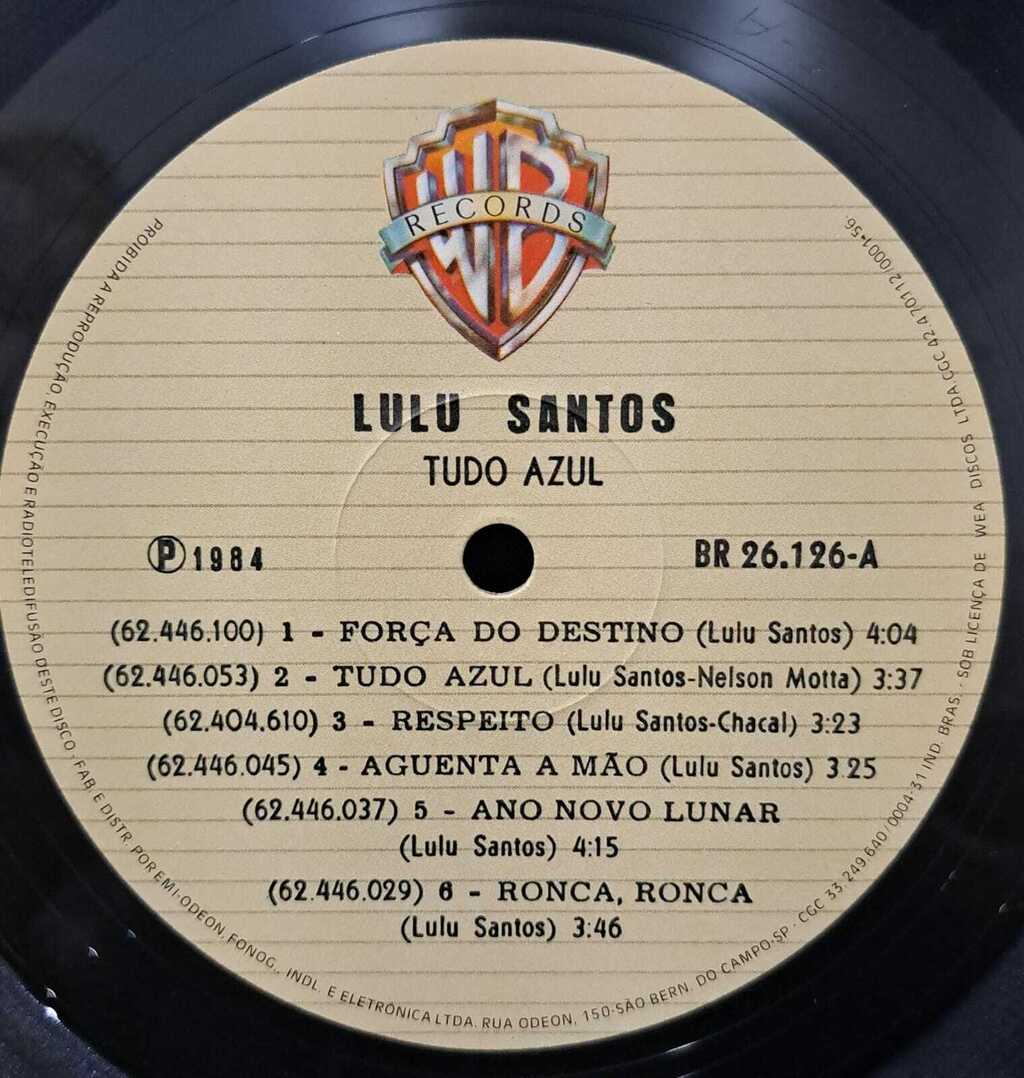 WB
RECORDS
LULU SANTOS
TUDO AZUL
Ⓟ 1984
BR 26.126-A
(62.446.100) 1 - FORÇA DO DESTINO (Lulu Santos) 4:04
(62.446.053) 2 - TUDO AZUL (Lulu Santos-Nelson Motta) 3:37
(62.404.610) 3 - RESPEITO (Lulu Santos-Chacal) 3:23
(62.446.045) 4 - AGUENTA A MÃO (Lulu Santos) 3 25
(62.446.037) 5 - ANO NOVO LUNAR
(Lulu Santos) 4:15
(62.446.029) 6 - RONCA, RONCA
(Lulu Santos) 3:46
PROIBIDA A REPRODUÇÃO, EXECUÇÃO E RADIOTELEDIFUSÃO DESTE DISCO. FAB. E DISTR. POR EMI-ODEON, FONOG., INDL. E ELETRÔNICA LTDA. RUA ODEON, 150-SÃO BERN. DO CAMPO-SP - CGC 33.249.640/0004-31 IND. BRAS. - SOB LICENÇA DE WEA DISCOS LTDA.CGC 42.470112/0001-56.